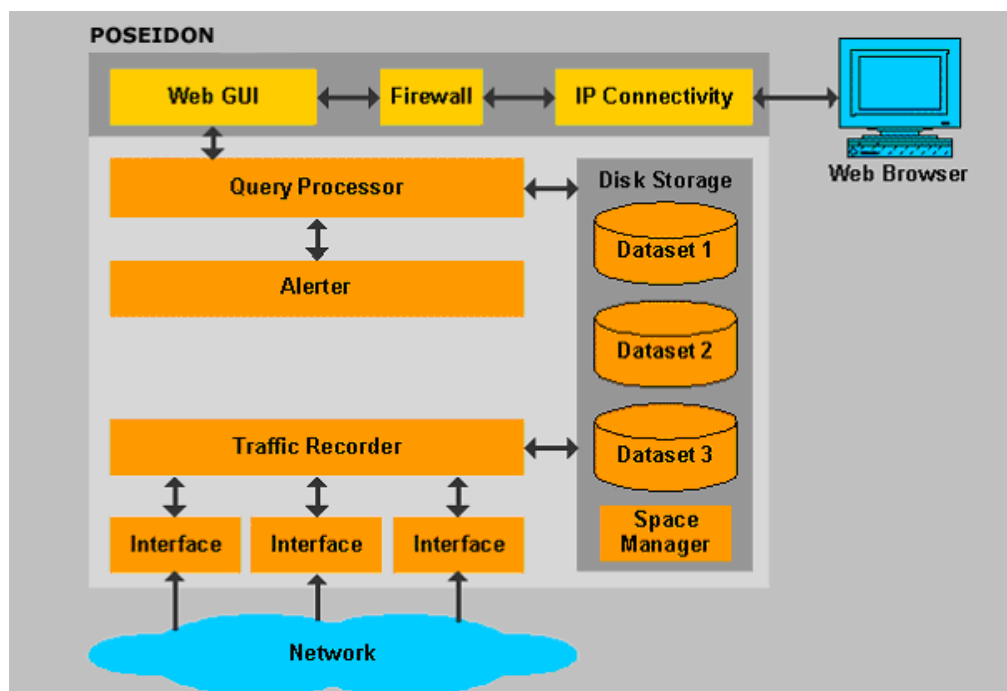 POSEIDON
Web GUI
Firewall
IP Connectivity
Web Browser
Query Processor
Disk Storage
Dataset 1
Alerter
Dataset 2
Traffic Recorder
Dataset 3
Interface
Interface
Interface
Space
Manager
Network